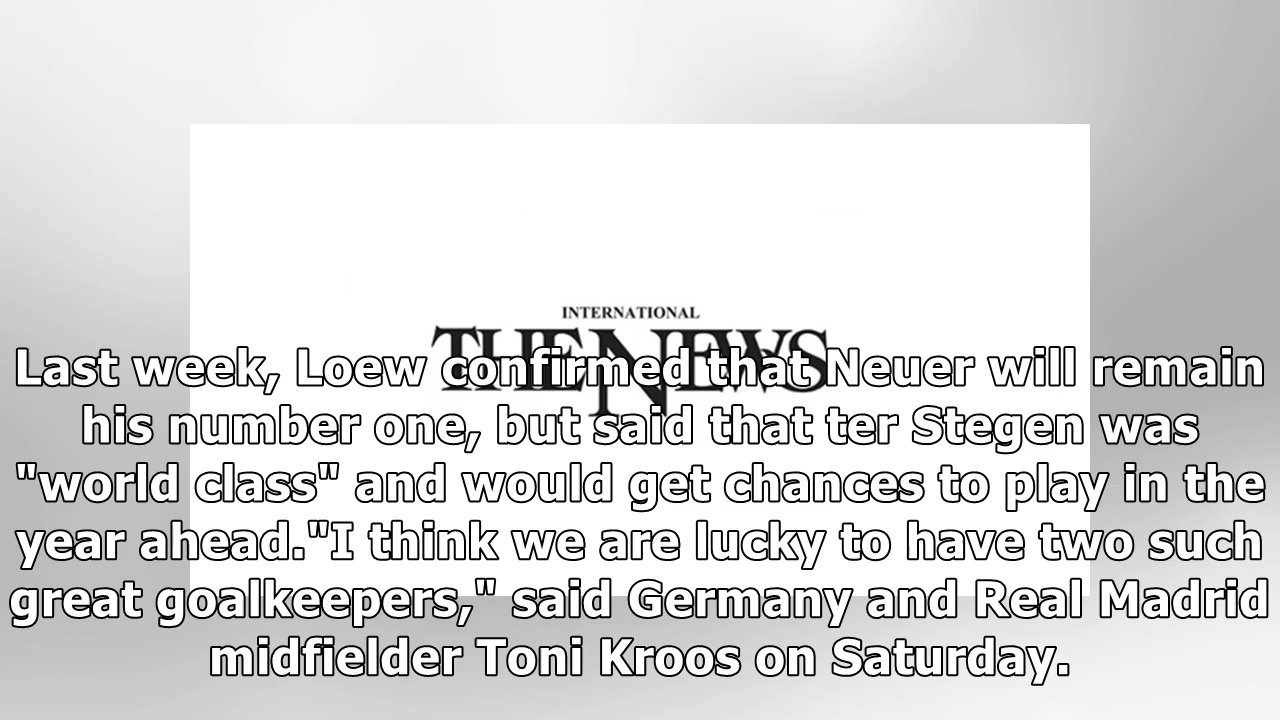 INTERNATIONAL
THE NEWS
Last week, Loew confirmed that Neuer will remain
his number one, but said that ter Stegen was
"world class" and would get chances to play in the
year ahead."I think we are lucky to have two such
great goalkeepers," said Germany and Real Madrid
midfielder Toni Kroos on Saturday.